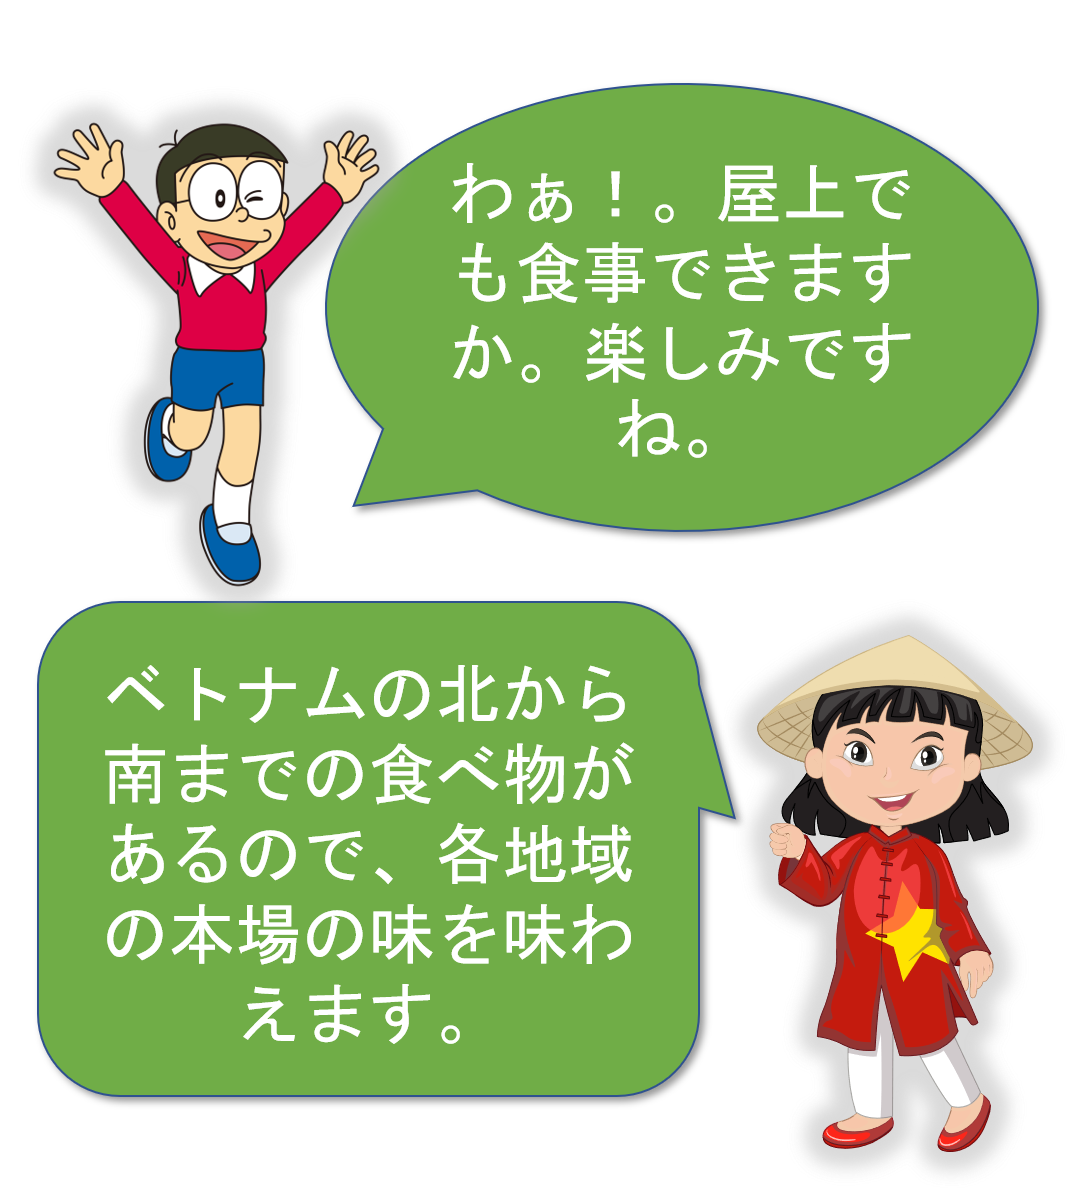 わぁ！。屋上で
も食事できます
か。楽しみです
ね。
ベトナムの北から
南までの食べ物が
あるので、各地域
の本場の味を味わ
えます。